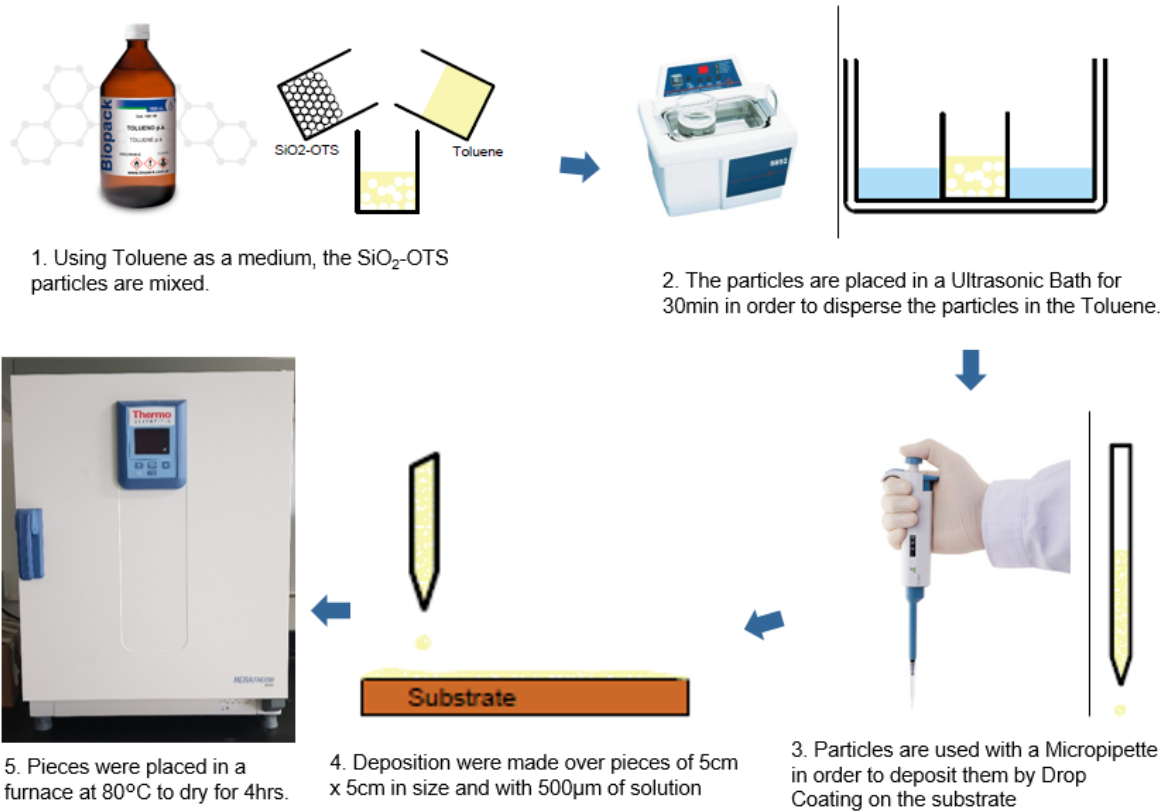 Biopack
TOLUENO p.a.
TOLUENE p.a.
SiO2-OTS
Toluene
1. Using Toluene as a medium, the SiO₂-OTS
particles are mixed.
2. The particles are placed in a Ultrasonic Bath for
30min in order to disperse the particles in the Toluene.
3. Particles are used with a Micropipette
in order to deposit them by Drop
Coating on the substrate
Substrate
4. Deposition were made over pieces of 5cm
x 5cm in size and with 500µm of solution
Thermo
SCIENTIFIC
HERATHERM
5. Pieces were placed in a
furnace at 80ºC to dry for 4hrs.